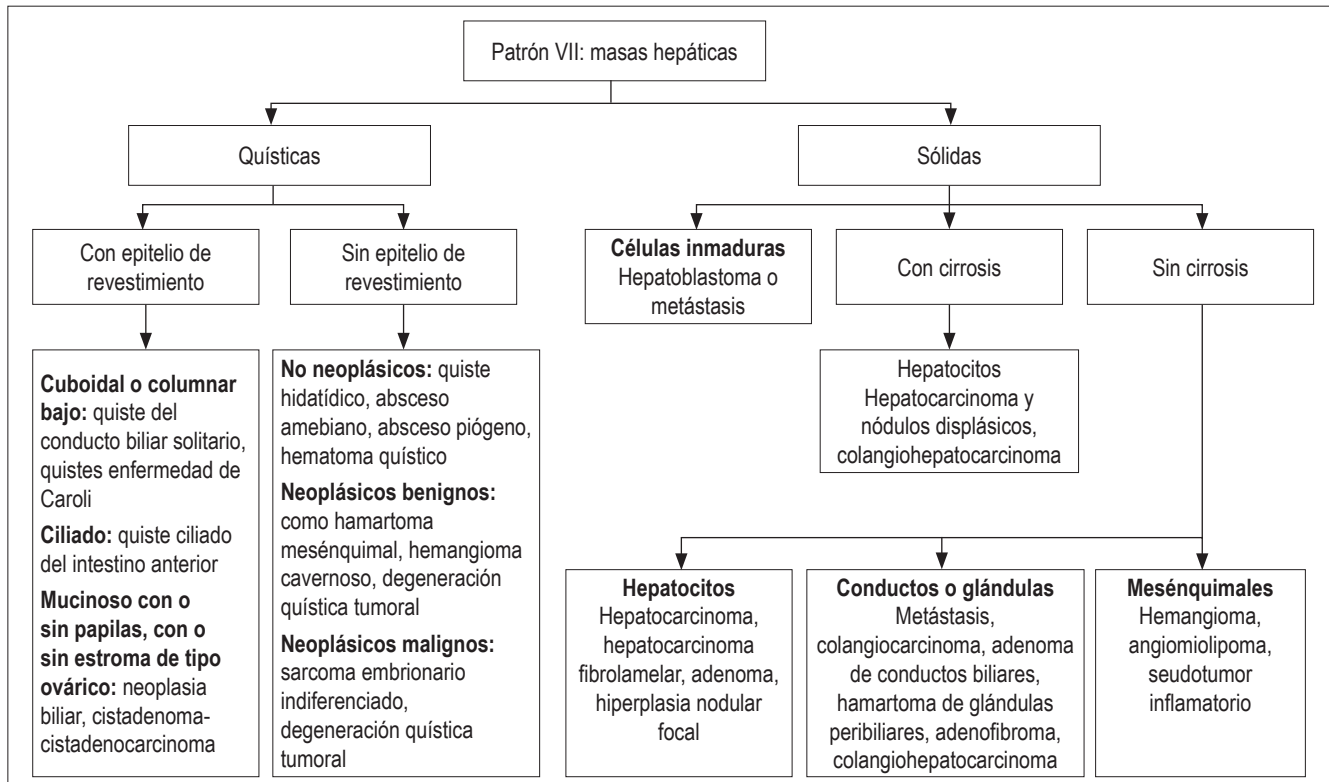 Patrón VII: masas hepáticas
Quísticas
Sólidas
Con epitelio de
revestimiento
Sin epitelio de
revestimiento
Células inmaduras
Hepatoblastoma o
metástasis
Con cirrosis
Sin cirrosis
Cuboidal o columnar
bajo: quiste del
conducto biliar solitario,
quistes enfermedad de
Caroli
Ciliado: quiste ciliado
del intestino anterior
Mucinoso con o
sin papilas, con o
sin estroma de tipo
ovárico: neoplasia
biliar, cistadenoma-
cistadenocarcinoma
No neoplásicos: quiste
hidatídico, absceso
amebiano, absceso piógeno,
hematoma quístico
Neoplásicos benignos:
como hamartoma
mesénquimal, hemangioma
cavernoso, degeneración
quística tumoral
Neoplásicos malignos:
sarcoma embrionario
indiferenciado,
degeneración quística
tumoral
Hepatocitos
Hepatocarcinoma y
nódulos displásicos,
colangiohepatocarcinoma
Hepatocitos
Hepatocarcinoma,
hepatocarcinoma
fibrolamelar, adenoma,
hiperplasia nodular
focal
Conductos o glándulas
Metástasis,
colangiocarcinoma, adenoma
de conductos biliares,
hamartoma de glándulas
peribiliares, adenofibroma,
colangiohepatocarcinoma
Mesénquimales
Hemangioma,
angiomiolipoma,
seudotumor
inflamatorio